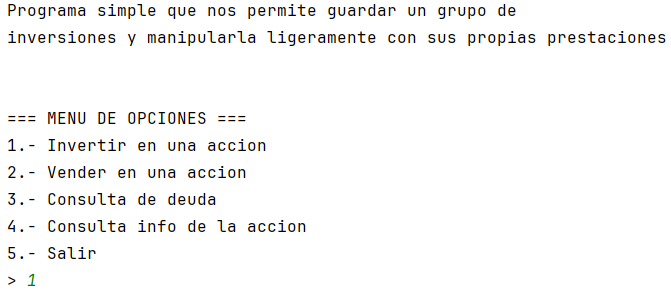 Programa simple que nos permite guardar un grupo de
inversiones y manipularla ligeramente con sus propias prestaciones
=== MENU DE OPCIONES ===
1.- Invertir en una accion
2.- Vender en una accion
3.- Consulta de deuda
4.- Consulta info de la accion
5.- Salir
> 1